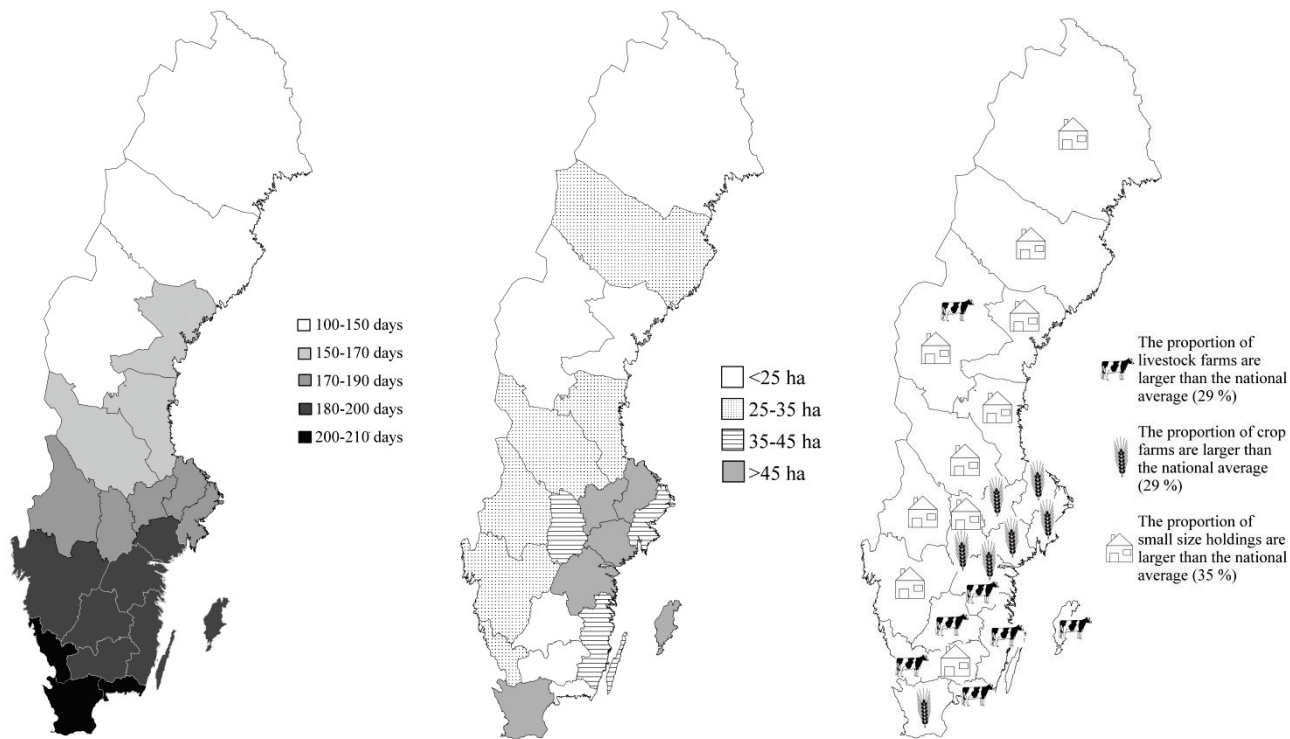 100-150 days
150-170 days
170-190 days
180-200 days
200-210 days
<25 ha
25-35 ha
35-45 ha
>45 ha
The proportion of
livestock farms are
larger than the national
average (29 %)
The proportion of crop
farms are larger than
the national average
(29 %)
The proportion of
small size holdings are
larger than the national
average (35 %)